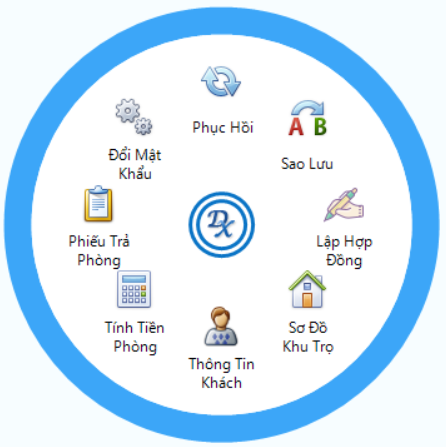 Phục Hồi
A B
Sao Lưu
Đổi Mật
Khẩu
Phiếu Trả
Phòng
DX
Lập Hợp
Đồng
Tính Tiền
Phòng
Sơ Đồ
Khu Trọ
Thông Tin
Khách